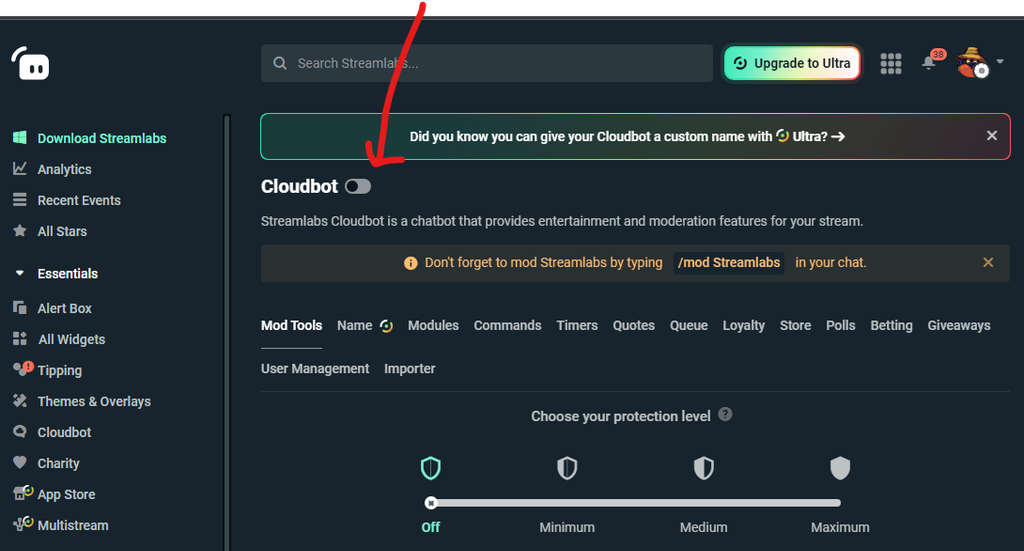 Search Streamlabs...
Upgrade to Ultra
38
Download Streamlabs
Analytics
Recent Events
All Stars
Essentials
Alert Box
All Widgets
Tipping
Themes & Overlays
Cloudbot
Charity
App Store
Multistream
Did you know you can give your Cloudbot a custom name with Ultra?
Cloudbot
Streamlabs Cloudbot is a chatbot that provides entertainment and moderation features for your stream.
Don't forget to mod Streamlabs by typing /mod Streamlabs in your chat.
Mod Tools Name Modules Commands Timers Quotes Queue Loyalty Store Polls Betting Giveaways
User Management Importer
Choose your protection level ?
Off Minimum Medium Maximum